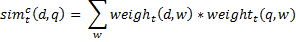 sim_t^c(d,q) = ∑_w weigh_t(d,w) * weight_t(q,w)